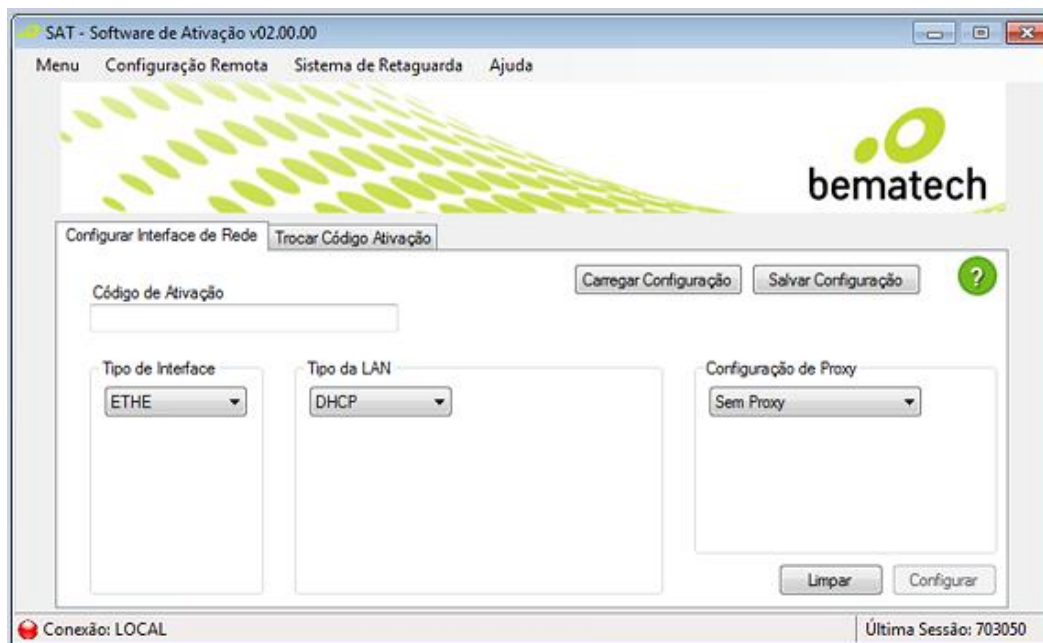 SAT - Software de Ativação v02.00.00
Menu Configuração Remota Sistema de Retaguarda Ajuda
bematech
Configurar Interface de Rede Trocar Código Ativação
Carregar Configuração Salvar Configuração ?
Código de Ativação
Tipo de Interface Tipo da LAN Configuração de Proxy
ETHE DHCP Sem Proxy
Limpar Configurar
Conexão: LOCAL Última Sessão: 703050